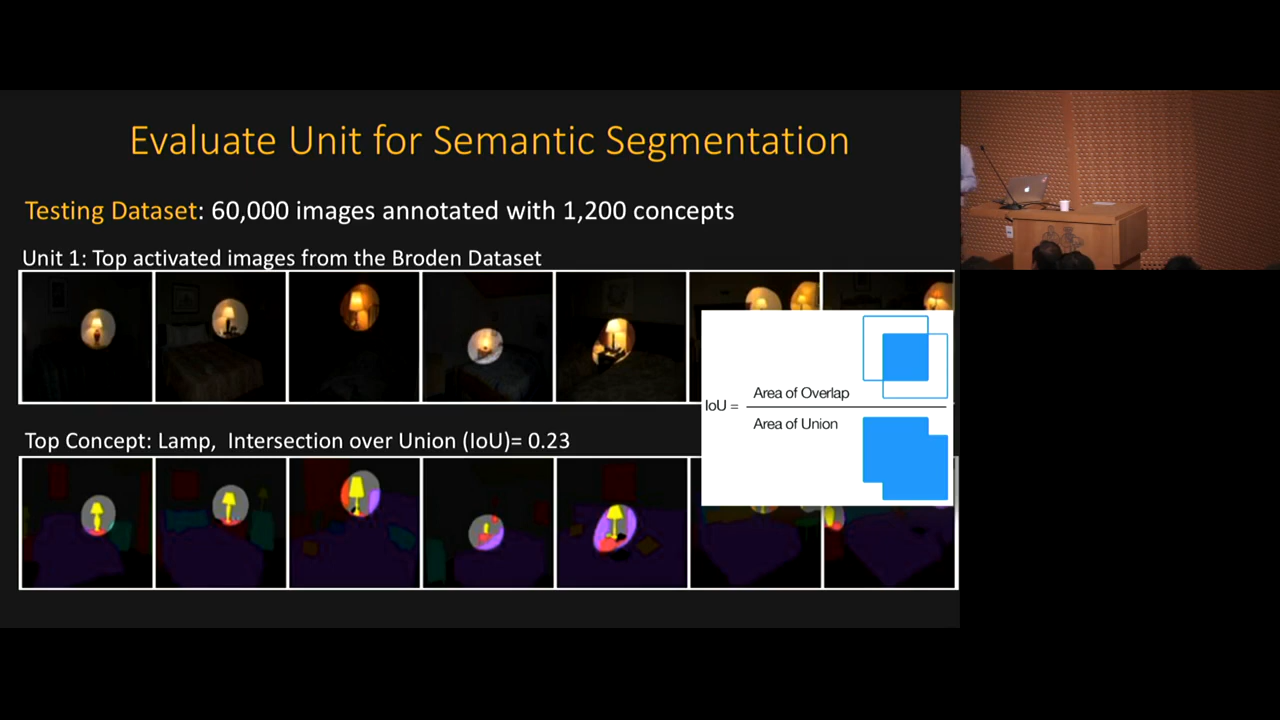 Evaluate Unit for Semantic Segmentation
Testing Dataset: 60,000 images annotated with 1,200 concepts
Unit 1: Top activated images from the Broden Dataset
Top Concept: Lamp, Intersection over Union (IoU)= 0.23
IoU =
Area of Overlap
Area of Union